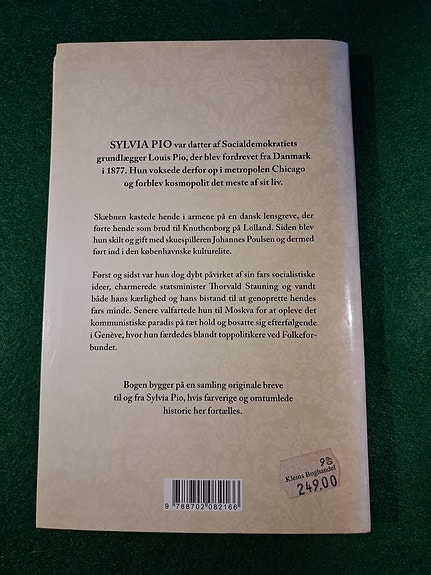 SYLVIA PIO var datter af Socialdemokratiets
grundlægger Louis Pio, der blev fordrevet fra Danmark
i 1877. Hun voksede derfor op i metropolen Chicago
og forblev kosmopolit det meste af sit liv.
Skæbnen kastede hende i armene på en dansk lensgreve, der
førte hende som brud til Knuthenborg på Lolland. Siden blev
hun skilt og gift med skuespilleren Johannes Poulsen og dermed
ført ind i den københavnske kulturelite.
Først og sidst var hun dog dybt påvirket af sin fars socialistiske
ideer, charmerede statsminister Thorvald Stauning og vandt
både hans kærlighed og hans bistand til at genoprette hendes
fars minde. Senere valfartede hun til Moskva for at opleve det
kommunistiske paradis på tæt hold og bosatte sig efterfølgende
i Genève, hvor hun færdedes blandt toppolitikere ved Folkefor-
bundet.
Bogen bygger på en samling originale breve
til og fra Sylvia Pio, hvis farverige og omtumlede
historie her fortælles.
Kleins Boghandel
249.00
9 788702 082166